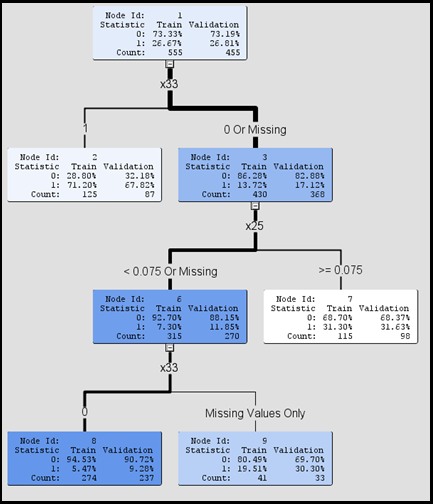 Node Id: 1
Statistic Train Validation
0: 73.33% 73.19%
1: 26.67% 26.81%
Count: 555 455
x33
1
0 Or Missing
Node Id: 2
Statistic Train Validation
0: 28.80% 32.18%
1: 71.20% 67.82%
Count: 125 87
Node Id: 3
Statistic Train Validation
0: 86.28% 82.88%
1: 13.72% 17.12%
Count: 430 368
x25
< 0.075 Or Missing
>= 0.075
Node Id: 6
Statistic Train Validation
0: 92.70% 88.15%
1: 7.30% 11.85%
Count: 315 270
Node Id: 7
Statistic Train Validation
0: 68.70% 68.37%
1: 31.30% 31.63%
Count: 115 98
x33
0
Missing Values Only
Node Id: 8
Statistic Train Validation
0: 94.53% 90.72%
1: 5.47% 9.28%
Count: 274 237
Node Id: 9
Statistic Train Validation
0: 80.49% 69.70%
1: 19.51% 30.30%
Count: 41 33